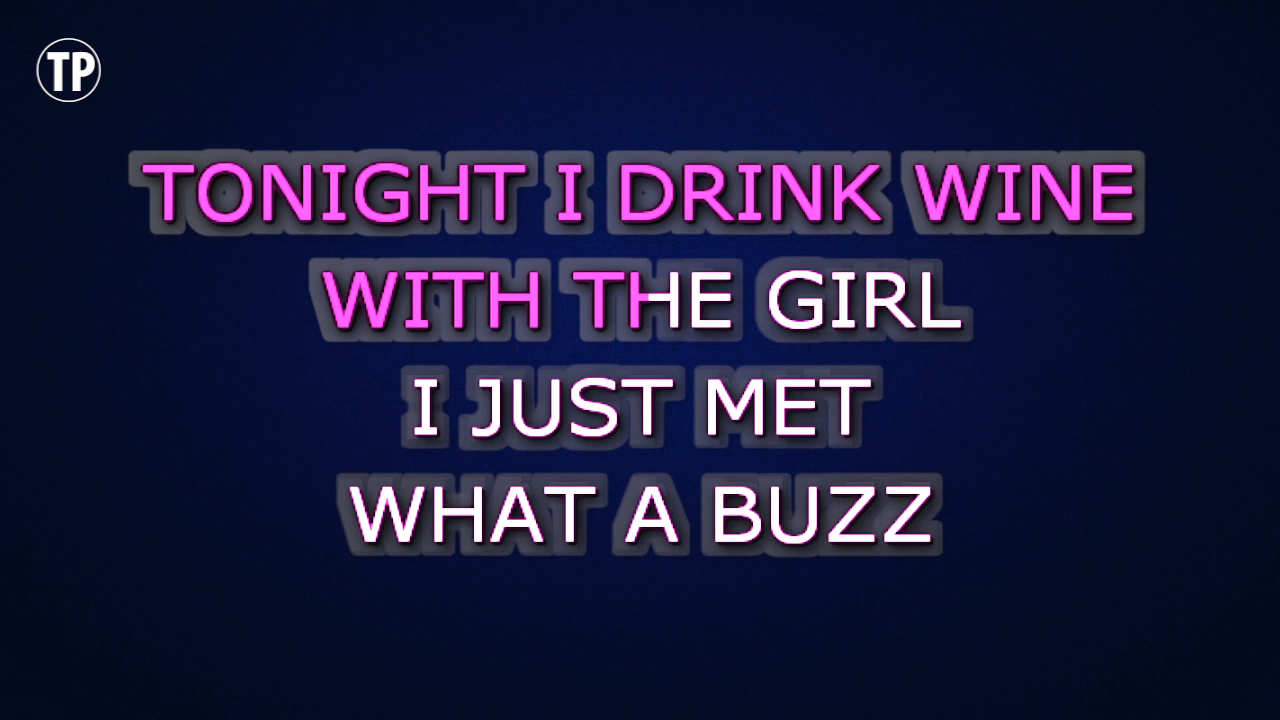 TP
TONIGHT I DRINK WINE
WITH THE GIRL
I JUST MET
WHAT A BUZZ